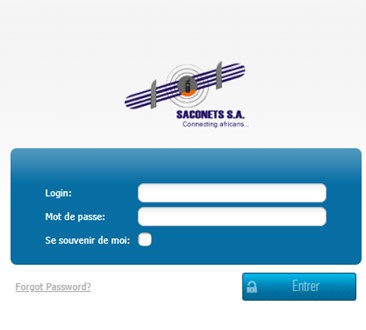 SACONETS S.A.
Connecting africans...
Login:
Mot de passe:
Se souvenir de moi:
Forgot Password?
Entrer